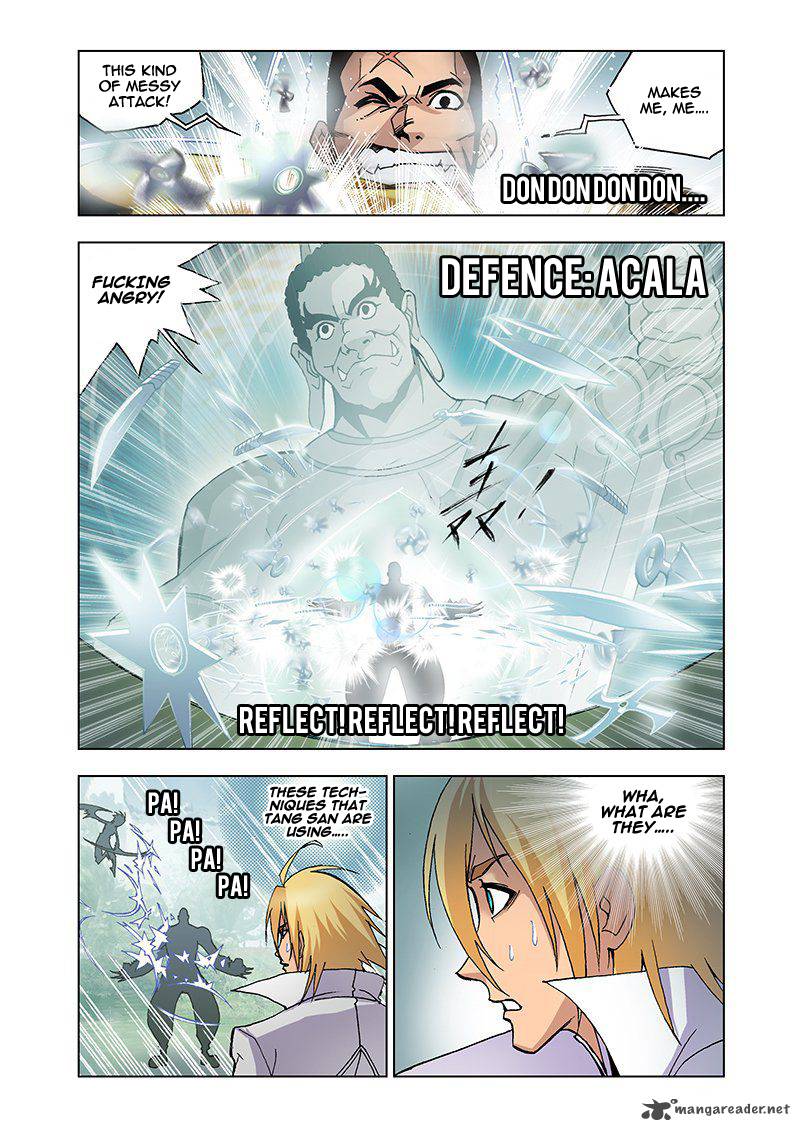 THIS KIND
OF MESSY
ATTACK!
MAKES
ME, ME....
DONDONDONDON....
FUCKING
ANGRY!
DEFENCE: ACALA
REFLECT!REFLECT!REFLECT!
PA!
PA!
PA!
PA!
THESE TECH-
NIQUES THAT
TANG SAN ARE
USING.....
WHA,
WHAT ARE
THEY.....
mangareader.net